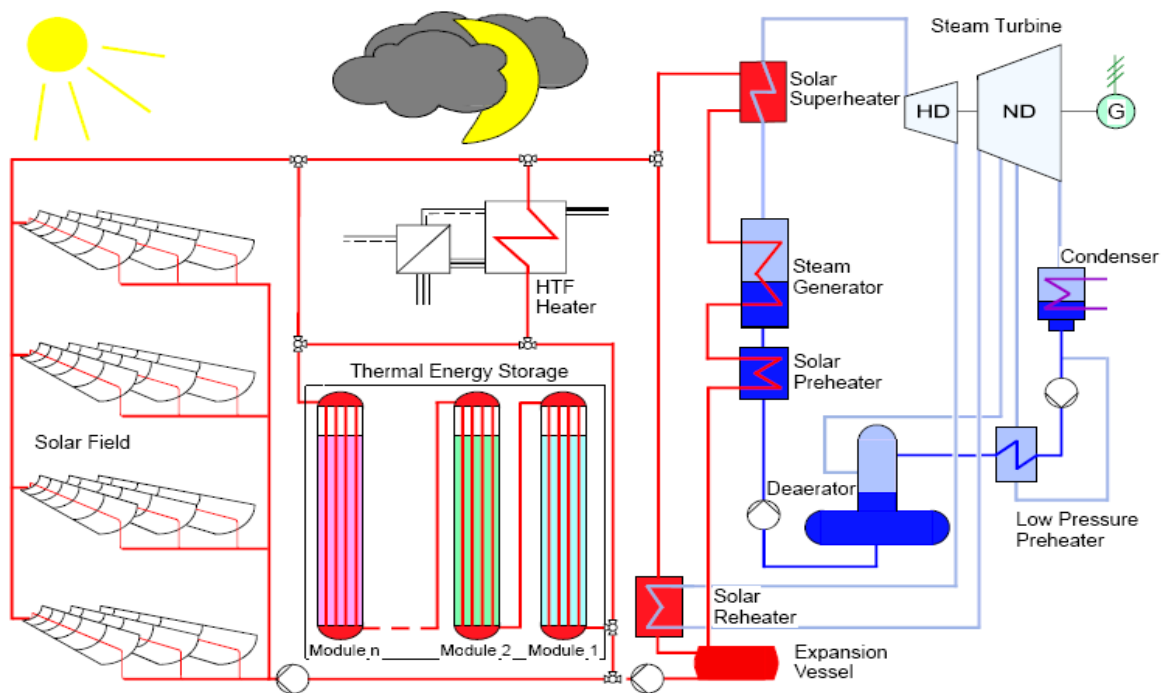 Steam Turbine
Solar
Superheater
HD
ND
G
HTF
Heater
Steam
Generator
Condenser
Thermal Energy Storage
Solar
Preheater
Solar Field
Deaerator
Low Pressure
Preheater
Solar
Reheater
Module n
Module 2
Module 1
Expansion
Vessel